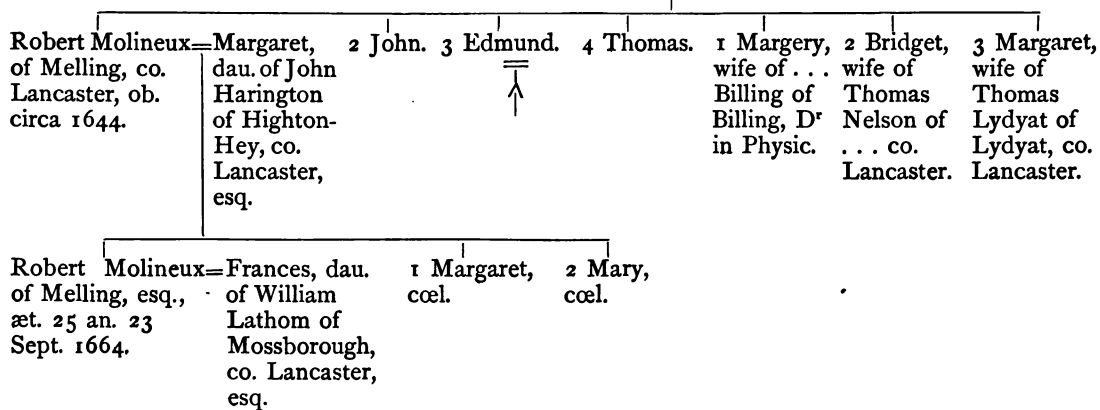 Robert Molineux=Margaret,
of Melling, co.
Lancaster, ob.
circa 1644.
dau. of John
Harington
of Highton-
Hey, co.
Lancaster,
esq.
2 John.
3 Edmund.
4 Thomas.
1 Margery,
wife of ...
Billing of
Billing, Dr
in Physic.
2 Bridget,
wife of
Thomas
Nelson of
... co.
Lancaster.
3 Margaret,
wife of
Thomas
Lydyat of
Lydyat, co.
Lancaster.
Robert Molineux=Frances, dau.
of Melling, esq.,
æt. 25 an. 23
Sept. 1664.
of William
Lathom of
Mossborough,
co. Lancaster,
esq.
1 Margaret,
cœl.
2 Mary,
cœl.